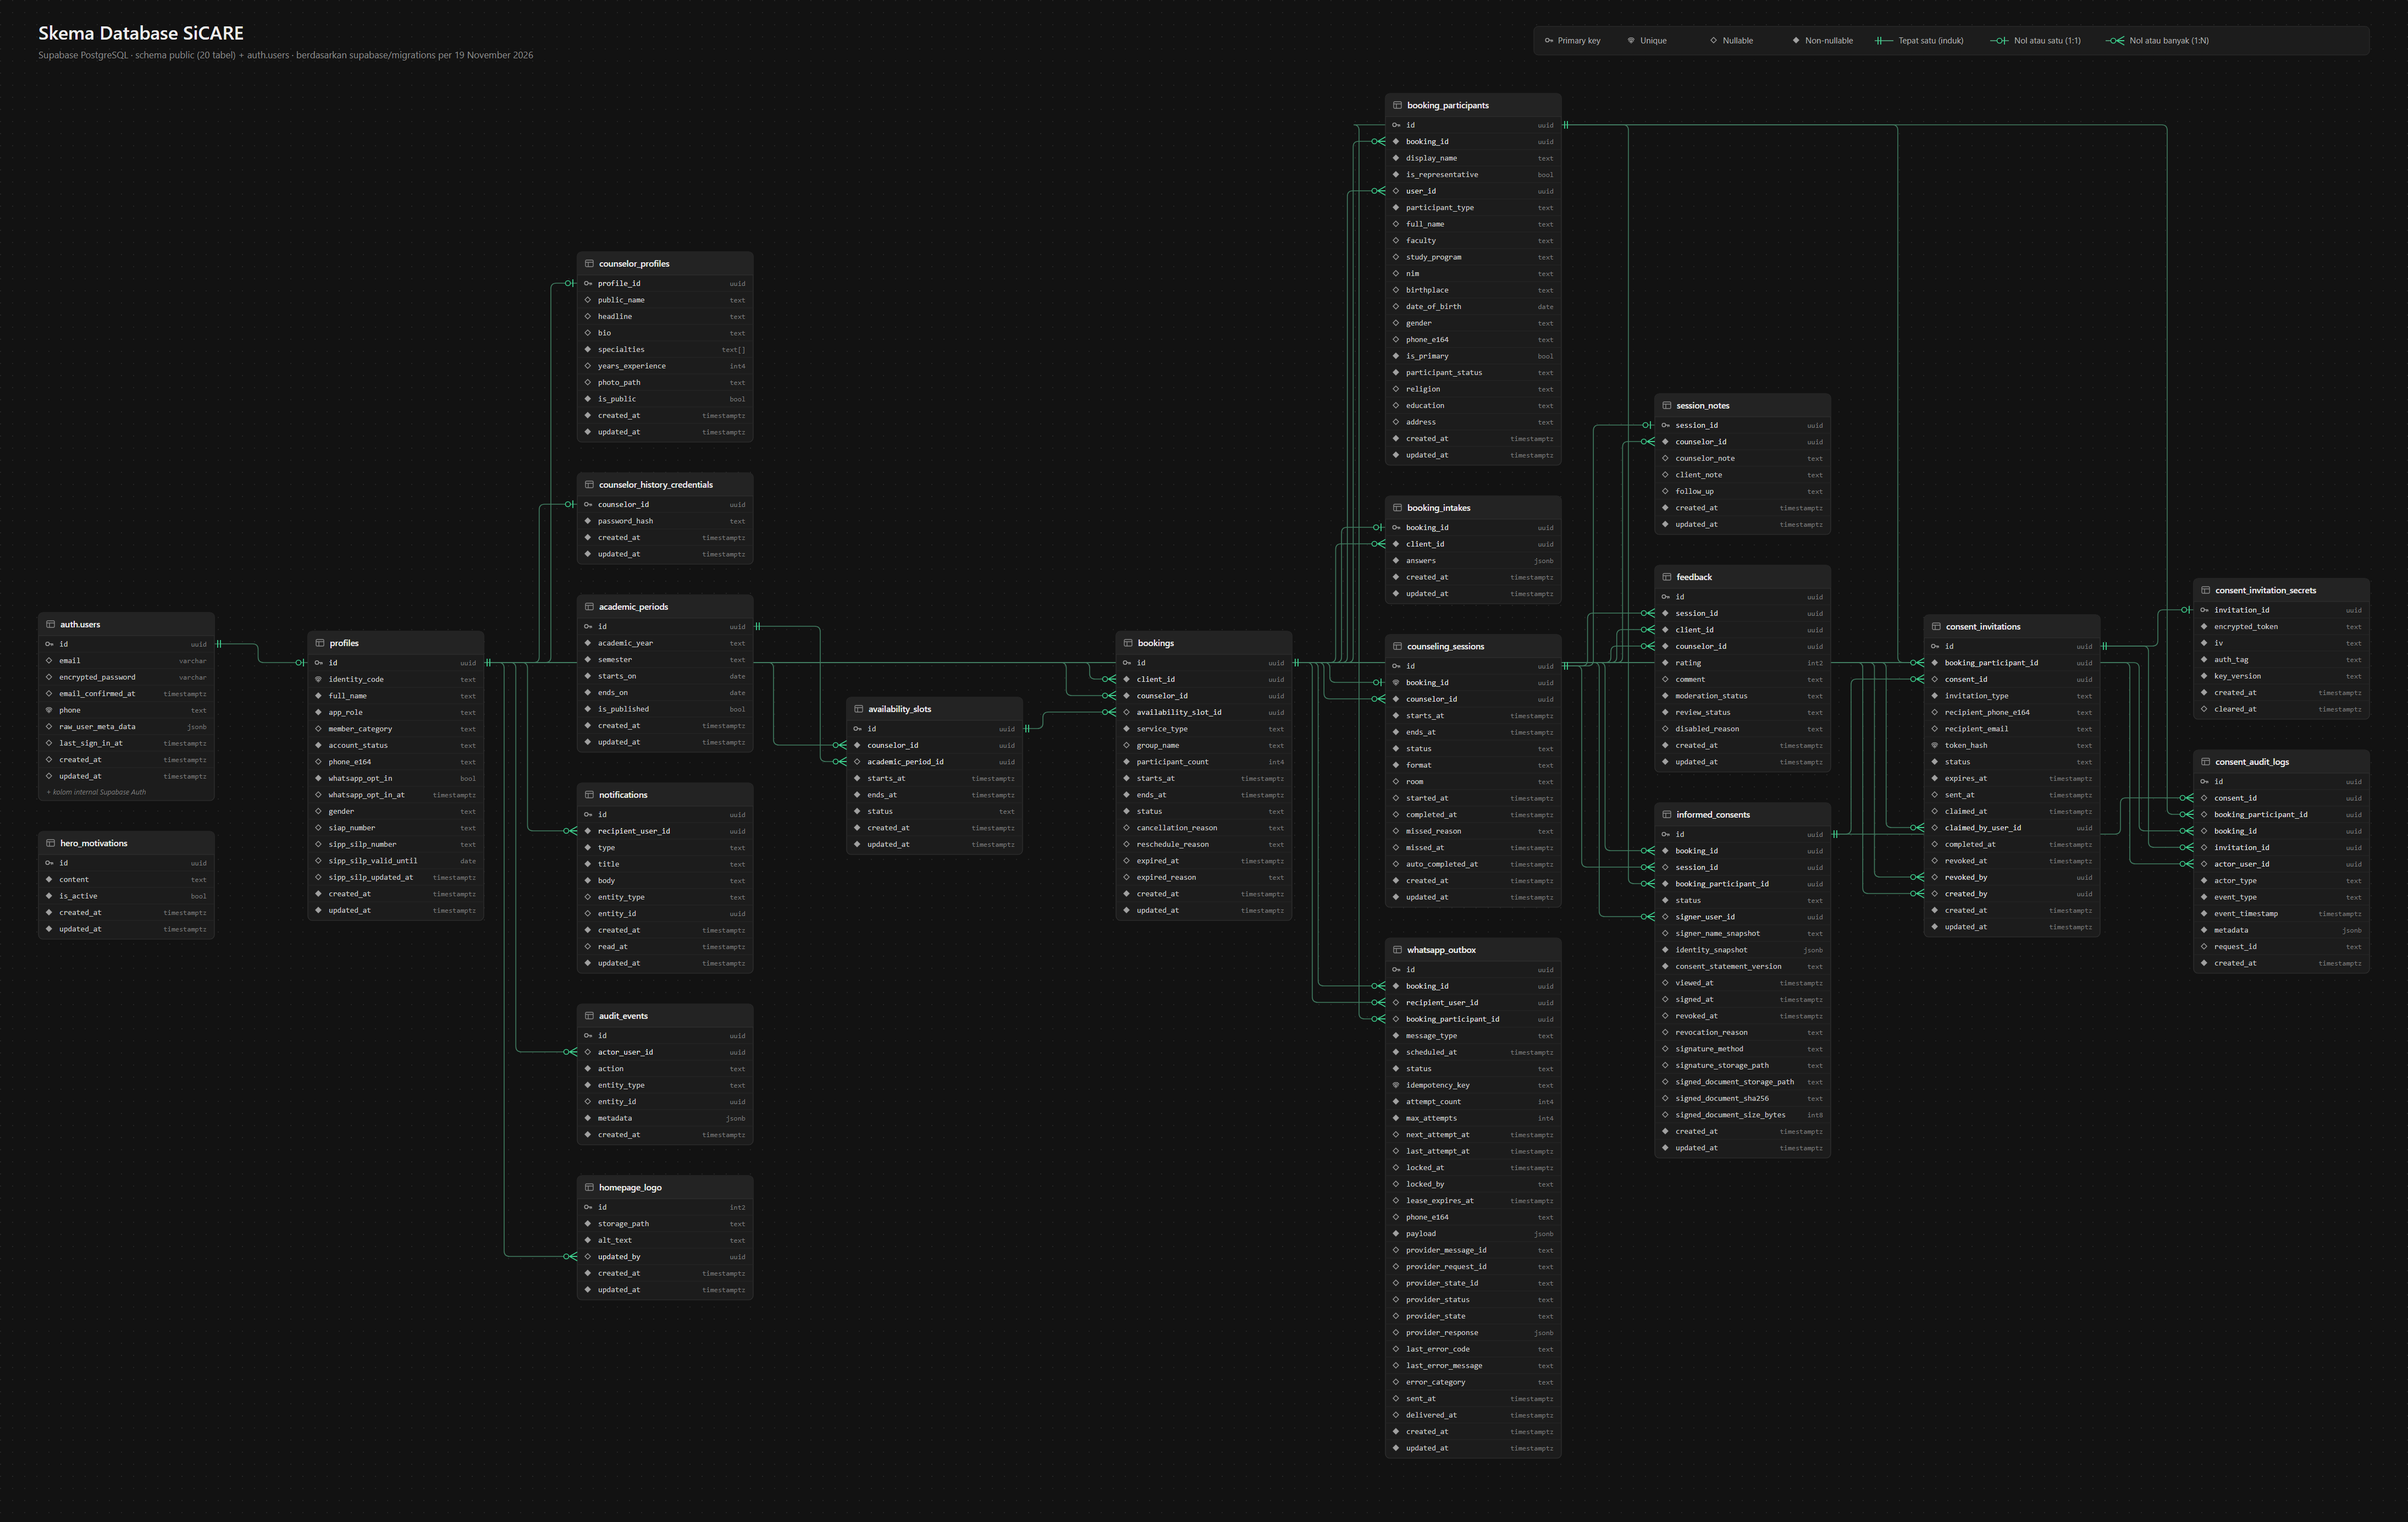 Skema Database SiCARE
Supabase PostgreSQL · schema public (20 tabel) + auth.users · berdasarkan supabase/migrations per 19 November 2026
Primary key Unique Nullable Non-nullable Tepat satu (induk) Nol atau satu (1:1) Nol atau banyak (1:N)
auth.users
id uuid
email varchar
encrypted_password varchar
email_confirmed_at timestamptz
phone text
raw_user_meta_data jsonb
last_sign_in_at timestamptz
created_at timestamptz
updated_at timestamptz
+ kolom internal Supabase Auth
hero_motivations
id uuid
content text
is_active bool
created_at timestamptz
updated_at timestamptz
profiles
id uuid
identity_code text
full_name text
app_role text
member_category text
account_status text
phone_e164 text
whatsapp_opt_in bool
whatsapp_opt_in_at timestamptz
gender text
siap_number text
sipp_silp_number text
sipp_silp_valid_until date
sipp_silp_updated_at timestamptz
created_at timestamptz
updated_at timestamptz
counselor_profiles
profile_id uuid
public_name text
headline text
bio text
specialties text[]
years_experience int4
photo_path text
is_public bool
created_at timestamptz
updated_at timestamptz
counselor_history_credentials
counselor_id uuid
password_hash text
created_at timestamptz
updated_at timestamptz
academic_periods
id uuid
academic_year text
semester text
starts_on date
ends_on date
is_published bool
created_at timestamptz
updated_at timestamptz
notifications
id uuid
recipient_user_id uuid
type text
title text
body text
entity_type text
entity_id uuid
created_at timestamptz
read_at timestamptz
updated_at timestamptz
audit_events
id uuid
actor_user_id uuid
action text
entity_type text
entity_id uuid
metadata jsonb
created_at timestamptz
homepage_logo
id int2
storage_path text
alt_text text
updated_by uuid
created_at timestamptz
updated_at timestamptz
availability_slots
id uuid
counselor_id uuid
academic_period_id uuid
starts_at timestamptz
ends_at timestamptz
status text
created_at timestamptz
updated_at timestamptz
bookings
id uuid
client_id uuid
counselor_id uuid
availability_slot_id uuid
service_type text
group_name text
participant_count int4
starts_at timestamptz
ends_at timestamptz
status text
cancellation_reason text
reschedule_reason text
expired_at timestamptz
expired_reason text
created_at timestamptz
updated_at timestamptz
booking_participants
id uuid
booking_id uuid
display_name text
is_representative bool
user_id uuid
participant_type text
full_name text
faculty text
study_program text
nim text
birthplace text
date_of_birth date
gender text
phone_e164 text
is_primary bool
participant_status text
religion text
education text
address text
created_at timestamptz
updated_at timestamptz
booking_intakes
booking_id uuid
client_id uuid
answers jsonb
created_at timestamptz
updated_at timestamptz
counseling_sessions
id uuid
booking_id uuid
counselor_id uuid
starts_at timestamptz
ends_at timestamptz
status text
format text
room text
started_at timestamptz
completed_at timestamptz
missed_reason text
missed_at timestamptz
auto_completed_at timestamptz
created_at timestamptz
updated_at timestamptz
whatsapp_outbox
id uuid
booking_id uuid
recipient_user_id uuid
booking_participant_id uuid
message_type text
scheduled_at timestamptz
status text
idempotency_key text
attempt_count int4
max_attempts int4
next_attempt_at timestamptz
last_attempt_at timestamptz
locked_at timestamptz
locked_by text
lease_expires_at timestamptz
phone_e164 text
payload jsonb
provider_message_id text
provider_request_id text
provider_state_id text
provider_status text
provider_state text
provider_response jsonb
last_error_code text
last_error_message text
error_category text
sent_at timestamptz
delivered_at timestamptz
created_at timestamptz
updated_at timestamptz
session_notes
session_id uuid
counselor_id uuid
counselor_note text
client_note text
follow_up text
created_at timestamptz
updated_at timestamptz
feedback
id uuid
session_id uuid
client_id uuid
counselor_id uuid
rating int2
comment text
moderation_status text
review_status text
disabled_reason text
created_at timestamptz
updated_at timestamptz
informed_consents
id uuid
booking_id uuid
session_id uuid
booking_participant_id uuid
status text
signer_user_id uuid
signer_name_snapshot text
identity_snapshot jsonb
consent_statement_version text
viewed_at timestamptz
signed_at timestamptz
revoked_at timestamptz
revocation_reason text
signature_method text
signature_storage_path text
signed_document_storage_path text
signed_document_sha256 text
signed_document_size_bytes int8
created_at timestamptz
updated_at timestamptz
consent_invitations
id uuid
booking_participant_id uuid
consent_id uuid
invitation_type text
recipient_phone_e164 text
recipient_email text
token_hash text
status text
expires_at timestamptz
sent_at timestamptz
claimed_at timestamptz
claimed_by_user_id uuid
completed_at timestamptz
revoked_at timestamptz
revoked_by uuid
created_by uuid
created_at timestamptz
updated_at timestamptz
consent_invitation_secrets
invitation_id uuid
encrypted_token text
iv text
auth_tag text
key_version text
created_at timestamptz
cleared_at timestamptz
consent_audit_logs
id uuid
consent_id uuid
booking_participant_id uuid
booking_id uuid
invitation_id uuid
actor_user_id uuid
actor_type text
event_type text
event_timestamp timestamptz
metadata jsonb
request_id text
created_at timestamptz